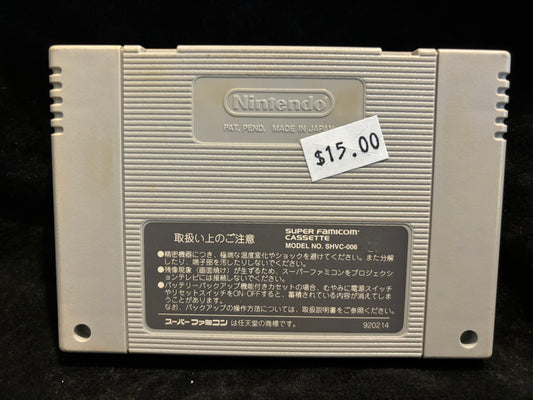 Nintendo
PAT. PEND. MADE IN JAPAN
$15.00
取扱い上のご注意
SUPER FAMICOM
CASSETTE
MODEL NO. SHVC-006
●精密機器につき、極端な温度変化やショックを避けてください。また分解
したり、端子部を汚したりしないでください。
●残像現象(画面焼け)が生ずるため、スーパーファミコンをプロジェクシ
ョンテレビには接続しないでください。
●バッテリーバックアップ機能付きカセットの場合、むやみに電源スイッチ
やリセットスイッチをON・OFFすると、蓄積されている内容が消えてしま
うことがあります。
なお、バックアップの操作方法については、取扱説明書をご参照ください。
スーパーファミコン は任天堂の商標です。
920214